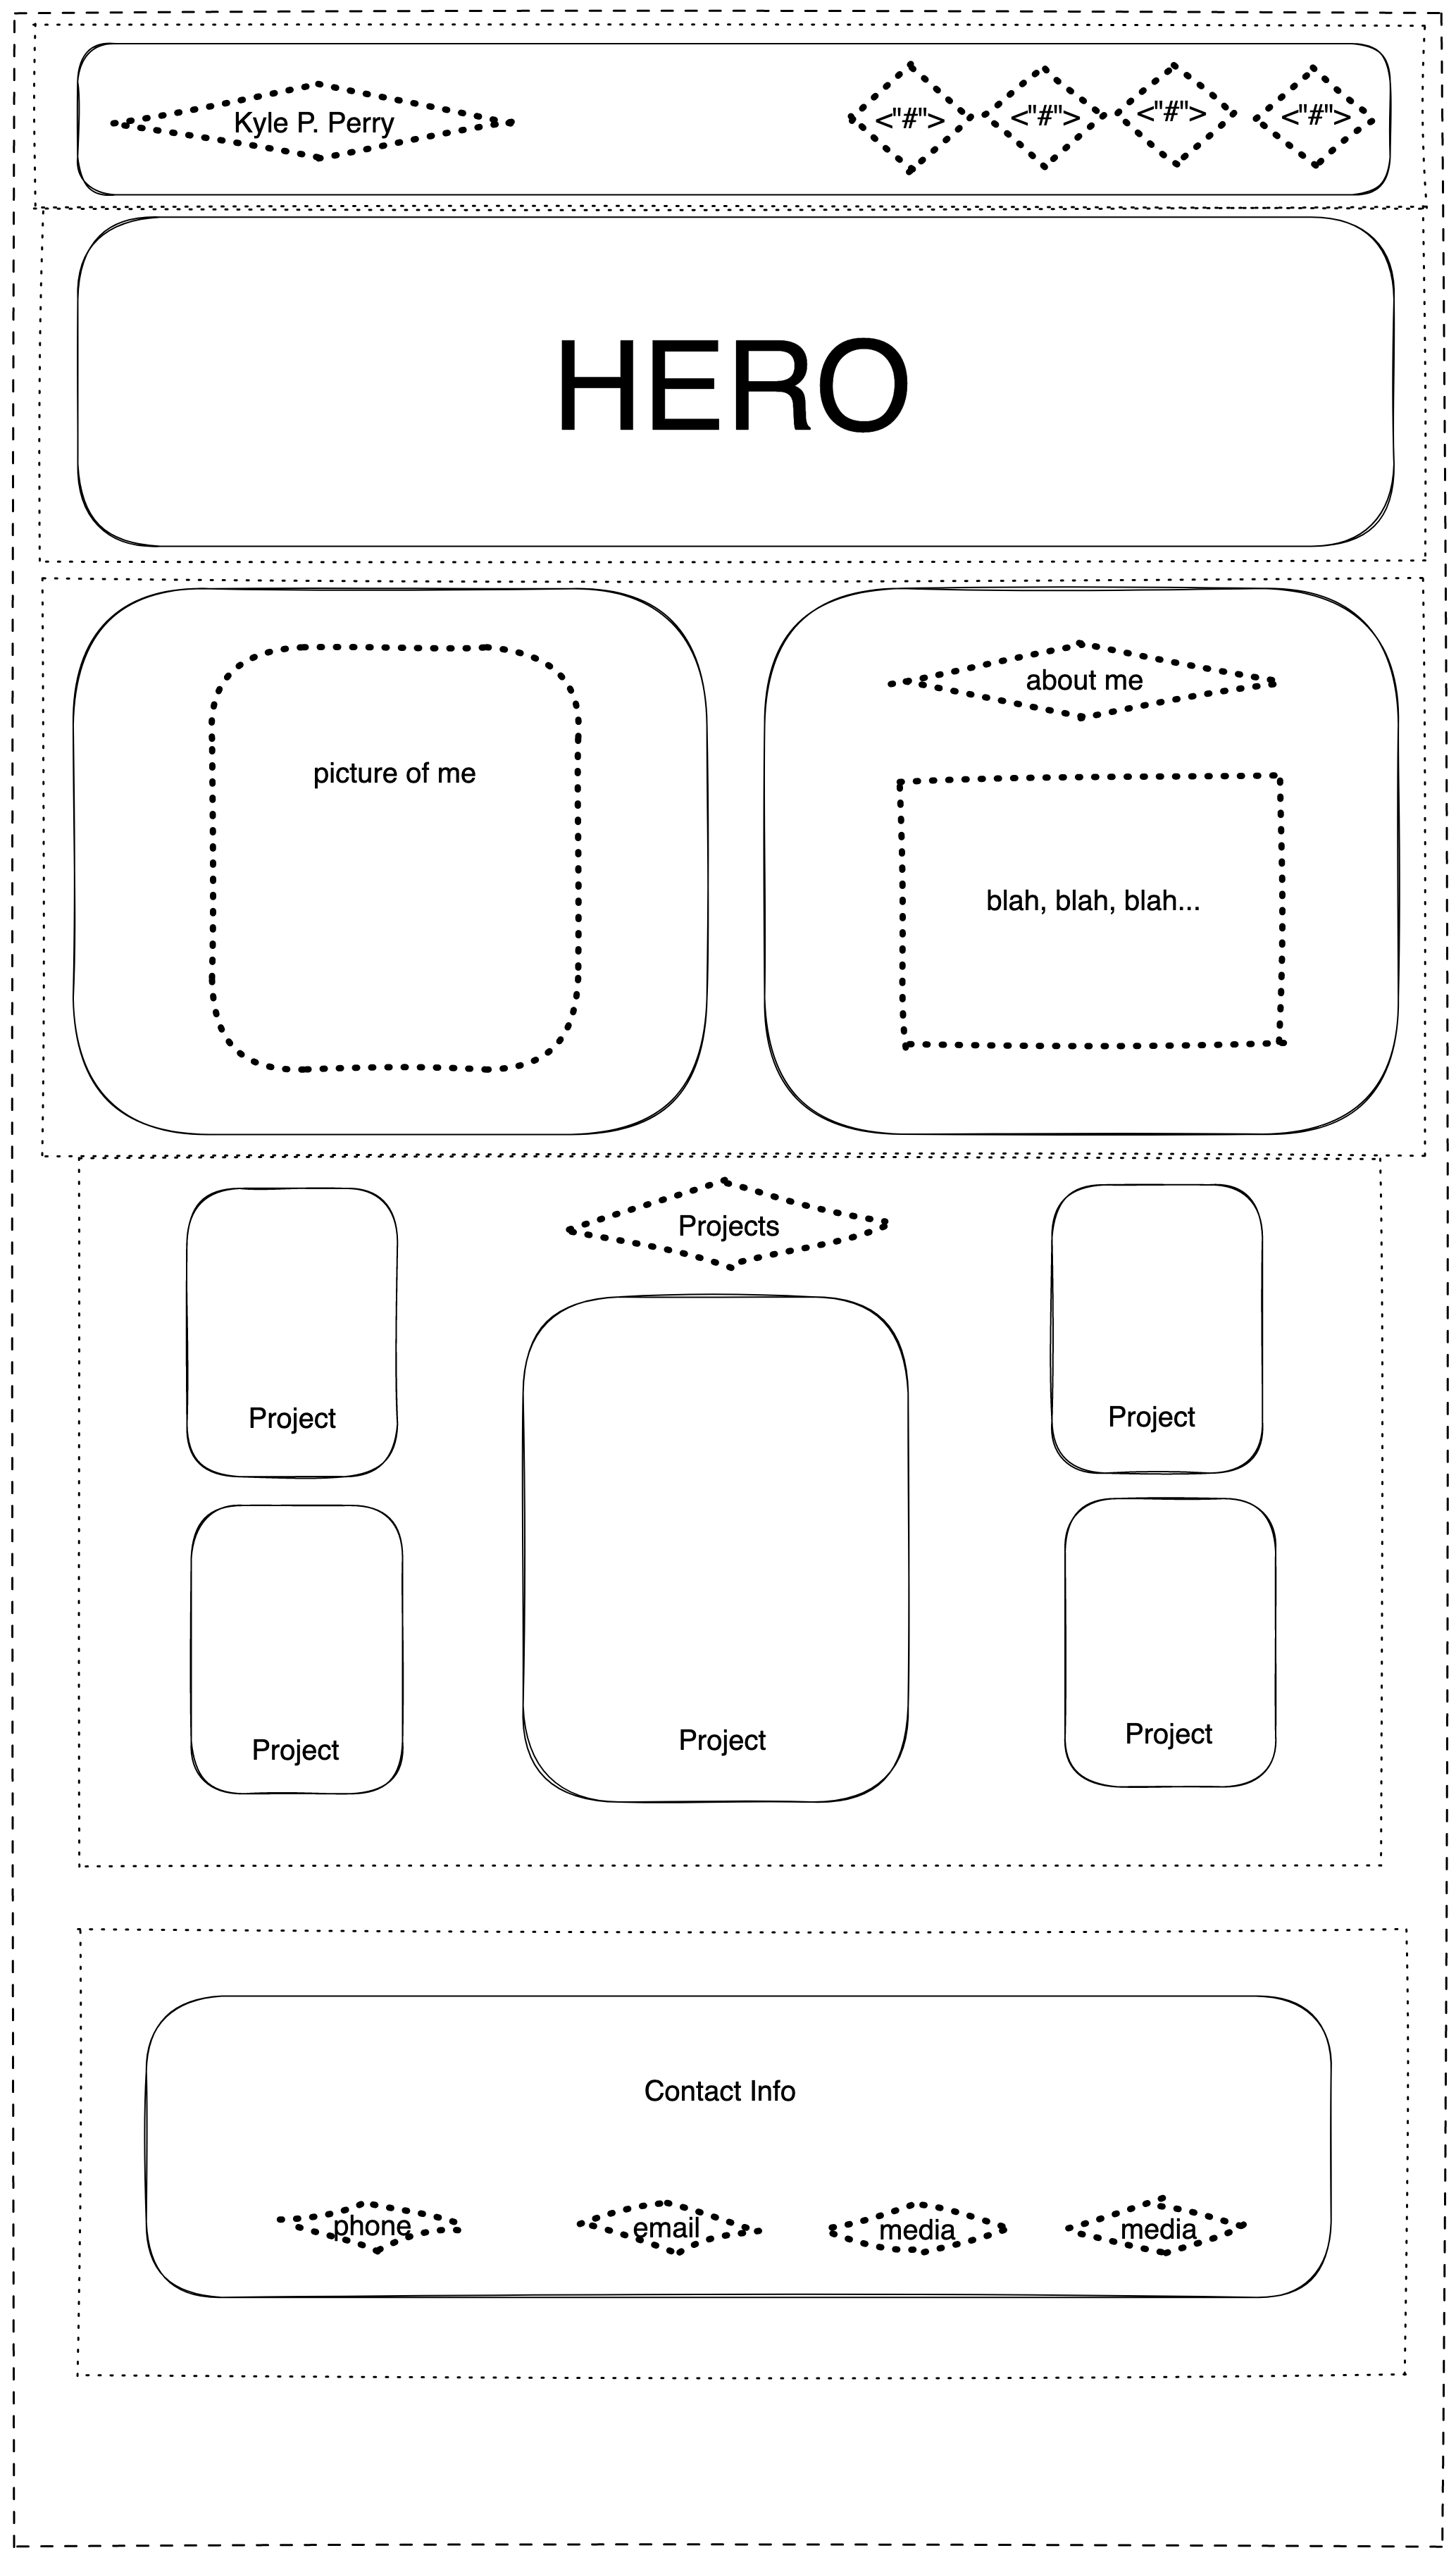 Kyle P. Perry
<"#">
<"#">
<"#">
<"#">
HERO
picture of me
about me
blah, blah, blah...
Projects
Project
Project
Project
Project
Project
Contact Info
phone
email
media
media